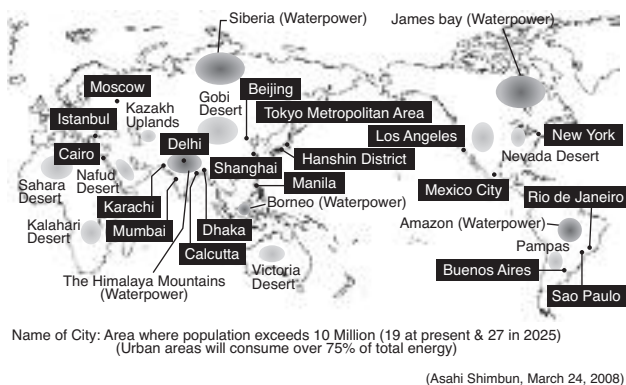 Siberia (Waterpower)
James bay (Waterpower)
Moscow
Beijing
Kazakh
Uplands
Gobi
Desert
Tokyo Metropolitan Area
Istanbul
Delhi
Los Angeles
New York
Cairo
Nafud
Desert
Shanghai
Hanshin District
Nevada Desert
Sahara
Desert
Manila
Mexico City
Rio de Janeiro
Karachi
Borneo (Waterpower)
Kalahari
Desert
Mumbai
Dhaka
Amazon (Waterpower)
Calcutta
Pampas
The Himalaya Mountains
(Waterpower)
Victoria
Desert
Buenos Aires
Sao Paulo
Name of City: Area where population exceeds 10 Million (19 at present & 27 in 2025)
(Urban areas will consume over 75% of total energy)
(Asahi Shimbun, March 24, 2008)